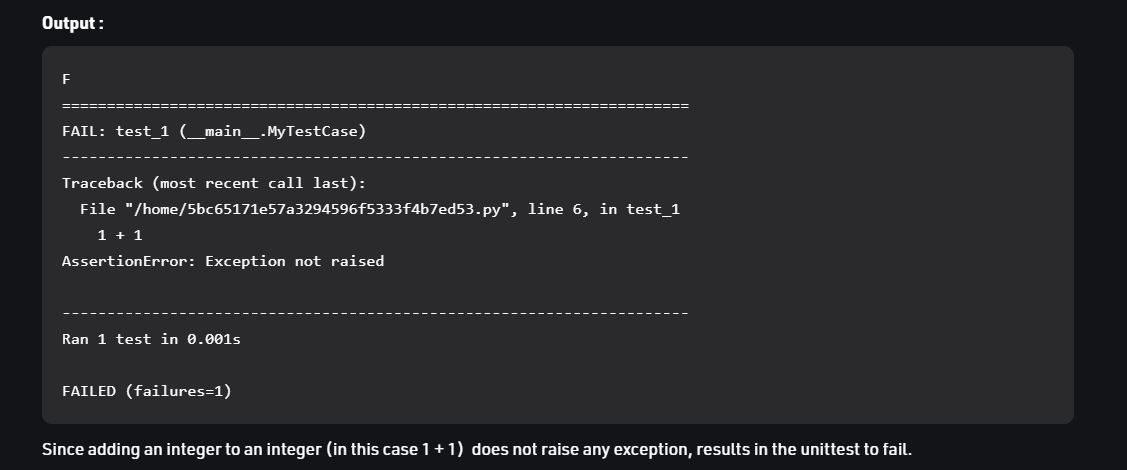 Output :
F
======================================================================
FAIL: test_1 (__main__.MyTestCase)
----------------------------------------------------------------------
Traceback (most recent call last):
  File "/home/5bc65171e57a3294596f5333f4b7ed53.py", line 6, in test_1
    1 + 1
AssertionError: Exception not raised
----------------------------------------------------------------------
Ran 1 test in 0.001s
FAILED (failures=1)
Since adding an integer to an integer (in this case 1 + 1)  does not raise any exception, results in the unittest to fail.